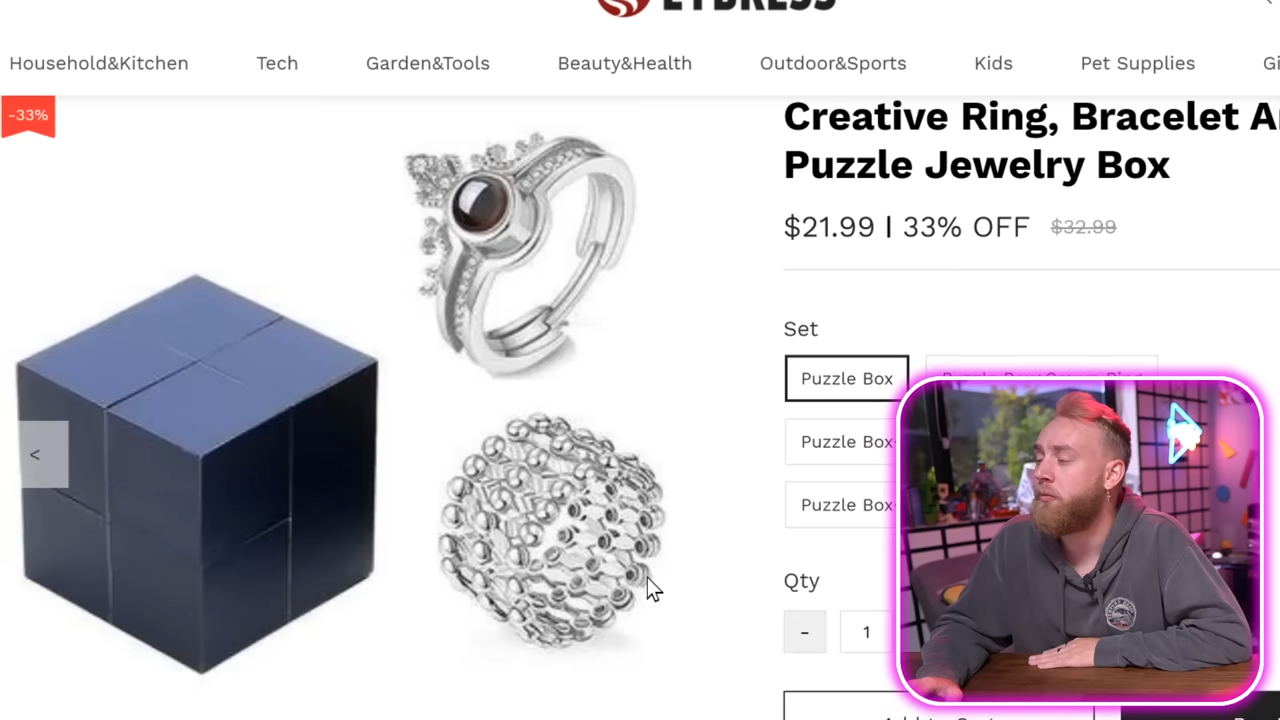 Household&Kitchen
Tech
Garden&Tools
Beauty&Health
Outdoor&Sports
Kids
Pet Supplies
-33%
Creative Ring, Bracelet
Puzzle Jewelry Box
$21.99 | 33% OFF $32.99
Set
Puzzle Box
Puzzle Box
Puzzle Box
<
Qty
-
1